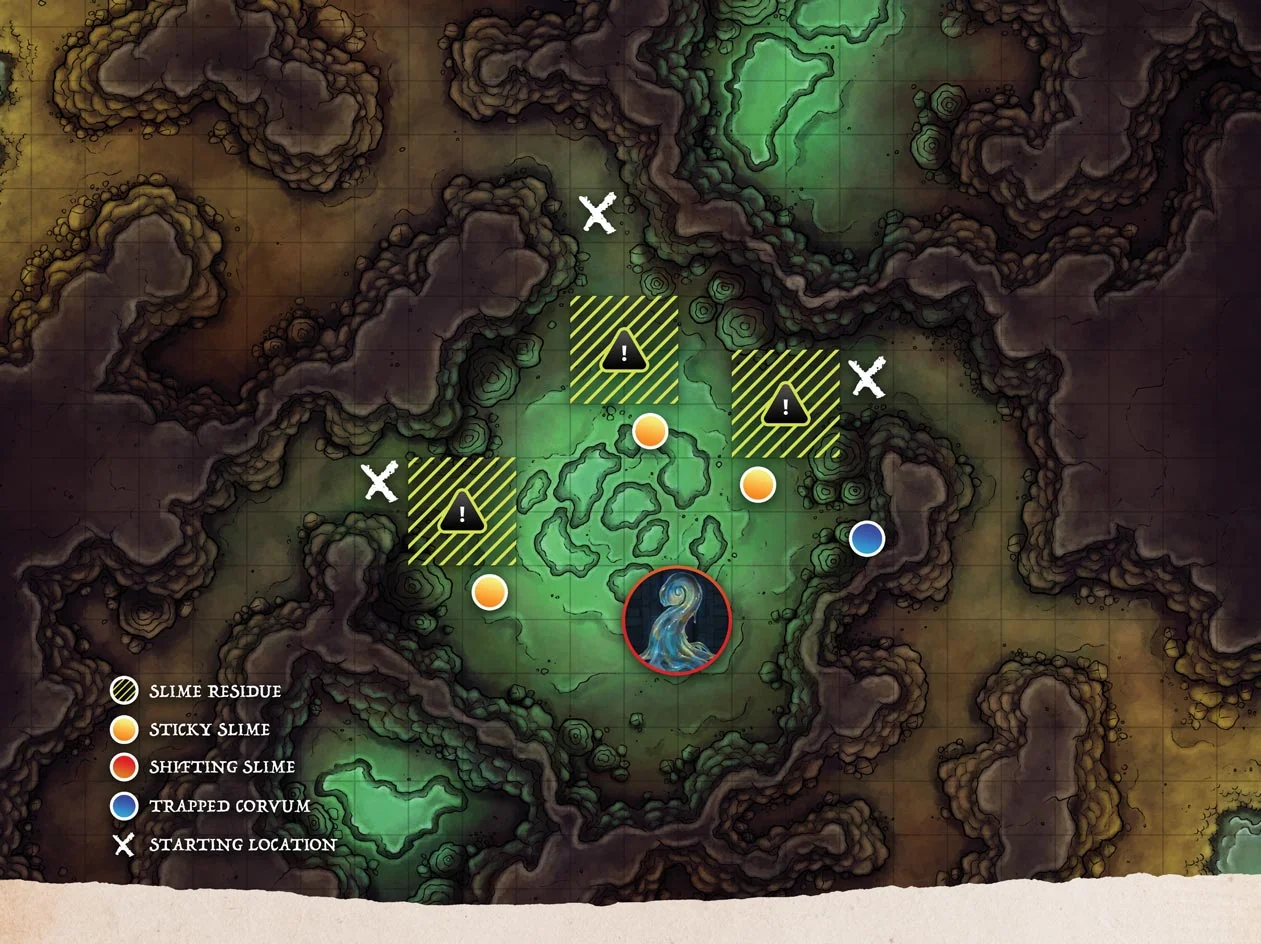 !
!
!
SLIME RESIDUE
STICKY SLIME
SHIFTING SLIME
TRAPPED CORVUM
STARTING LOCATION